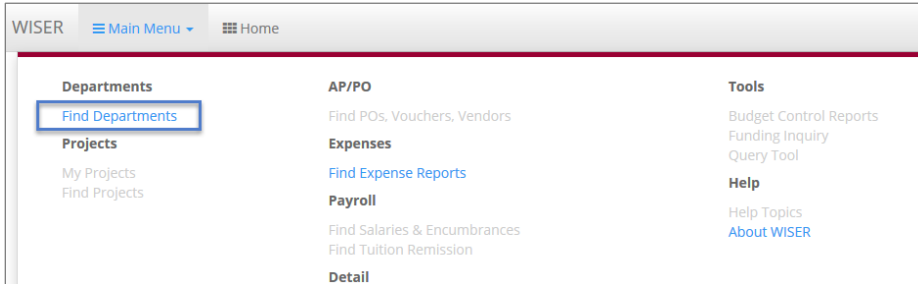 WISER Main Menu Home
Departments
Find Departments
Projects
My Projects
Find Projects
AP/PO
Find POs, Vouchers, Vendors
Expenses
Find Expense Reports
Payroll
Find Salaries & Encumbrances
Find Tuition Remission
Detail
Tools
Budget Control Reports
Funding Inquiry
Query Tool
Help
Help Topics
About WISER